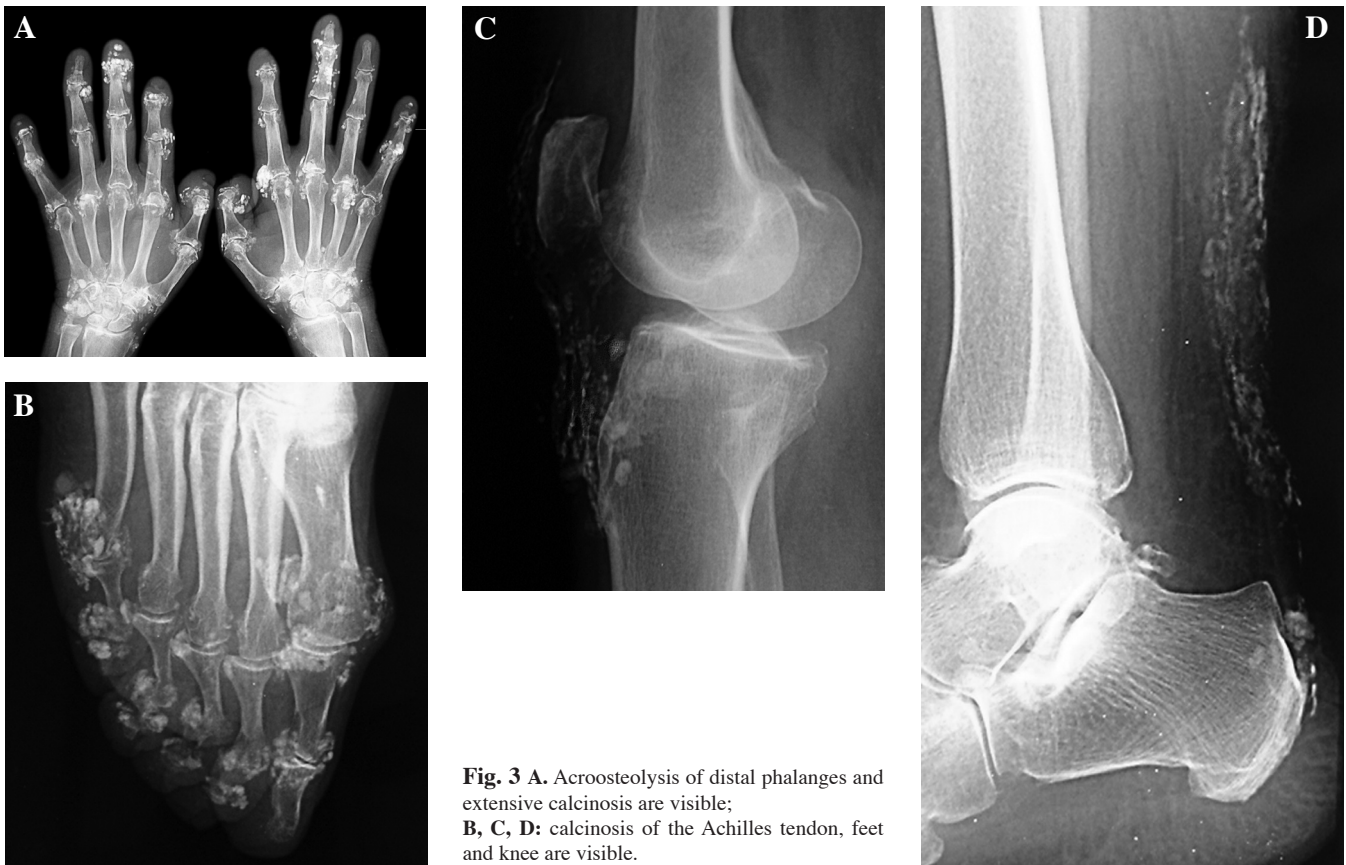 A
B
C
D
Fig. 3 A. Acroosteolysis of distal phalanges and
extensive calcinosis are visible;
B, C, D: calcinosis of the Achilles tendon, feet
and knee are visible.